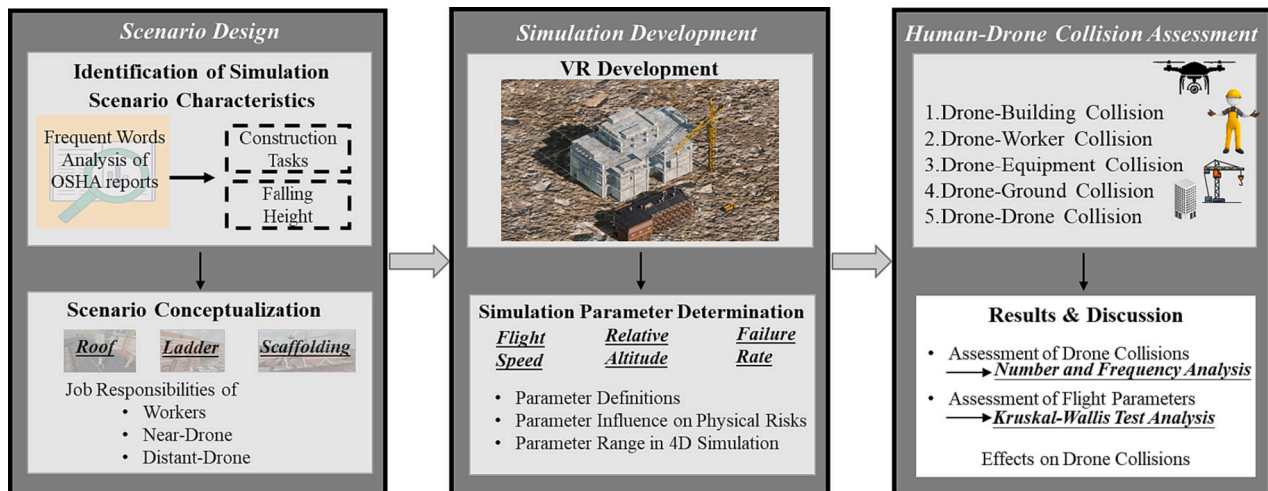 Scenario Design
Identification of Simulation
Scenario Characteristics
Frequent Words
Analysis of
OSHA reports
Construction
Tasks
Falling
Height
Scenario Conceptualization
Roof
Ladder
Scaffolding
Job Responsibilities of
• Workers
• Near-Drone
• Distant-Drone
Simulation Development
VR Development
Simulation Parameter Determination
Flight
Speed
Relative
Altitude
Failure
Rate
• Parameter Definitions
• Parameter Influence on Physical Risks
• Parameter Range in 4D Simulation
Human-Drone Collision Assessment
1.Drone-Building Collision
2.Drone-Worker Collision
3.Drone-Equipment Collision
4.Drone-Ground Collision
5.Drone-Drone Collision
Results & Discussion
• Assessment of Drone Collisions
Number and Frequency Analysis
• Assessment of Flight Parameters
Kruskal-Wallis Test Analysis
Effects on Drone Collisions